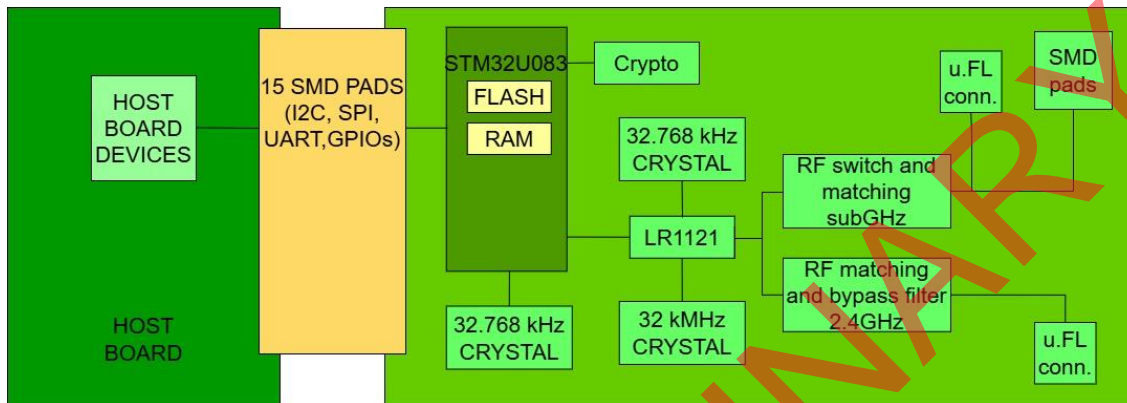 HOST
BOARD
DEVICES
HOST
BOARD
15 SMD PADS
(I2C, SPI,
UART,GPIOs)
STM32U083
FLASH
RAM
Crypto
32.768 kHz
CRYSTAL
32.768 kHz
CRYSTAL
LR1121
32 kMHz
CRYSTAL
RF switch and
matching
subGHz
RF matching
and bypass filter
2.4GHz
u.FL
conn.
SMD
pads
u.FL
conn.
NARY